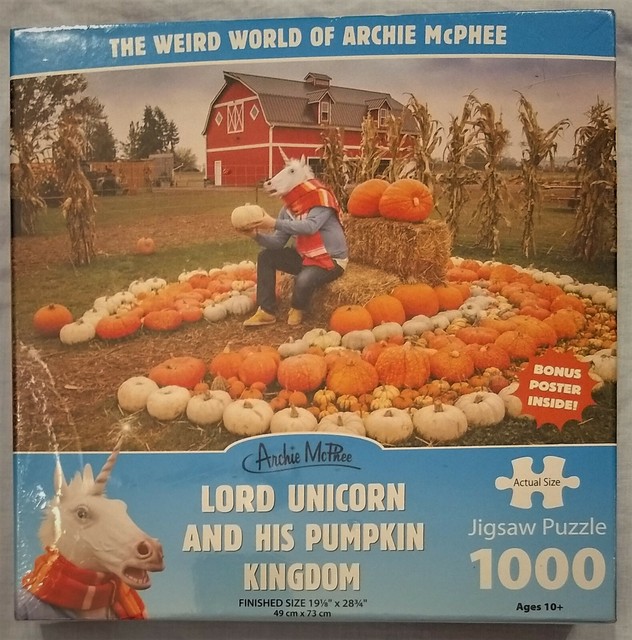 THE WEIRD WORLD OF ARCHIE McPHEE
BONUS
POSTER
INSIDE!
Archie McPhee
LORD UNICORN
AND HIS PUMPKIN
KINGDOM
FINISHED SIZE 19⅛" x 28¾"
49 cm x 73 cm
Actual Size
Jigsaw Puzzle
1000
Ages 10+